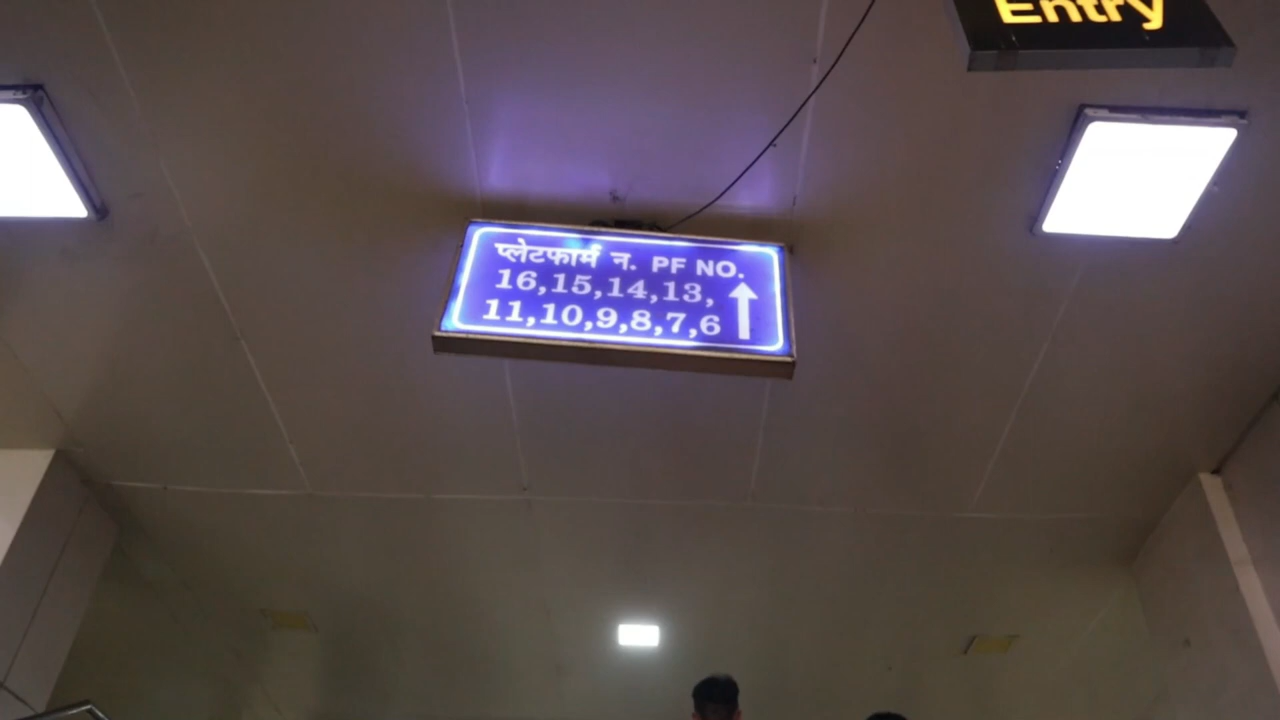 Entry
प्लेटफार्म न. PF NO.
16,15,14,13,
11,10,9,8,7,6